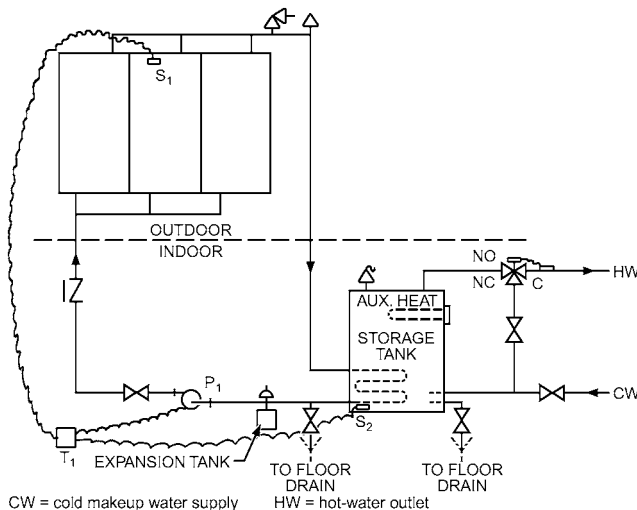 S1
OUTDOOR
INDOOR
NO
NC
C
HW
AUX. HEAT
STORAGE
TANK
P1
CW
S2
T1
EXPANSION TANK
TO FLOOR
DRAIN
TO FLOOR
DRAIN
CW = cold makeup water supply
HW = hot-water outlet